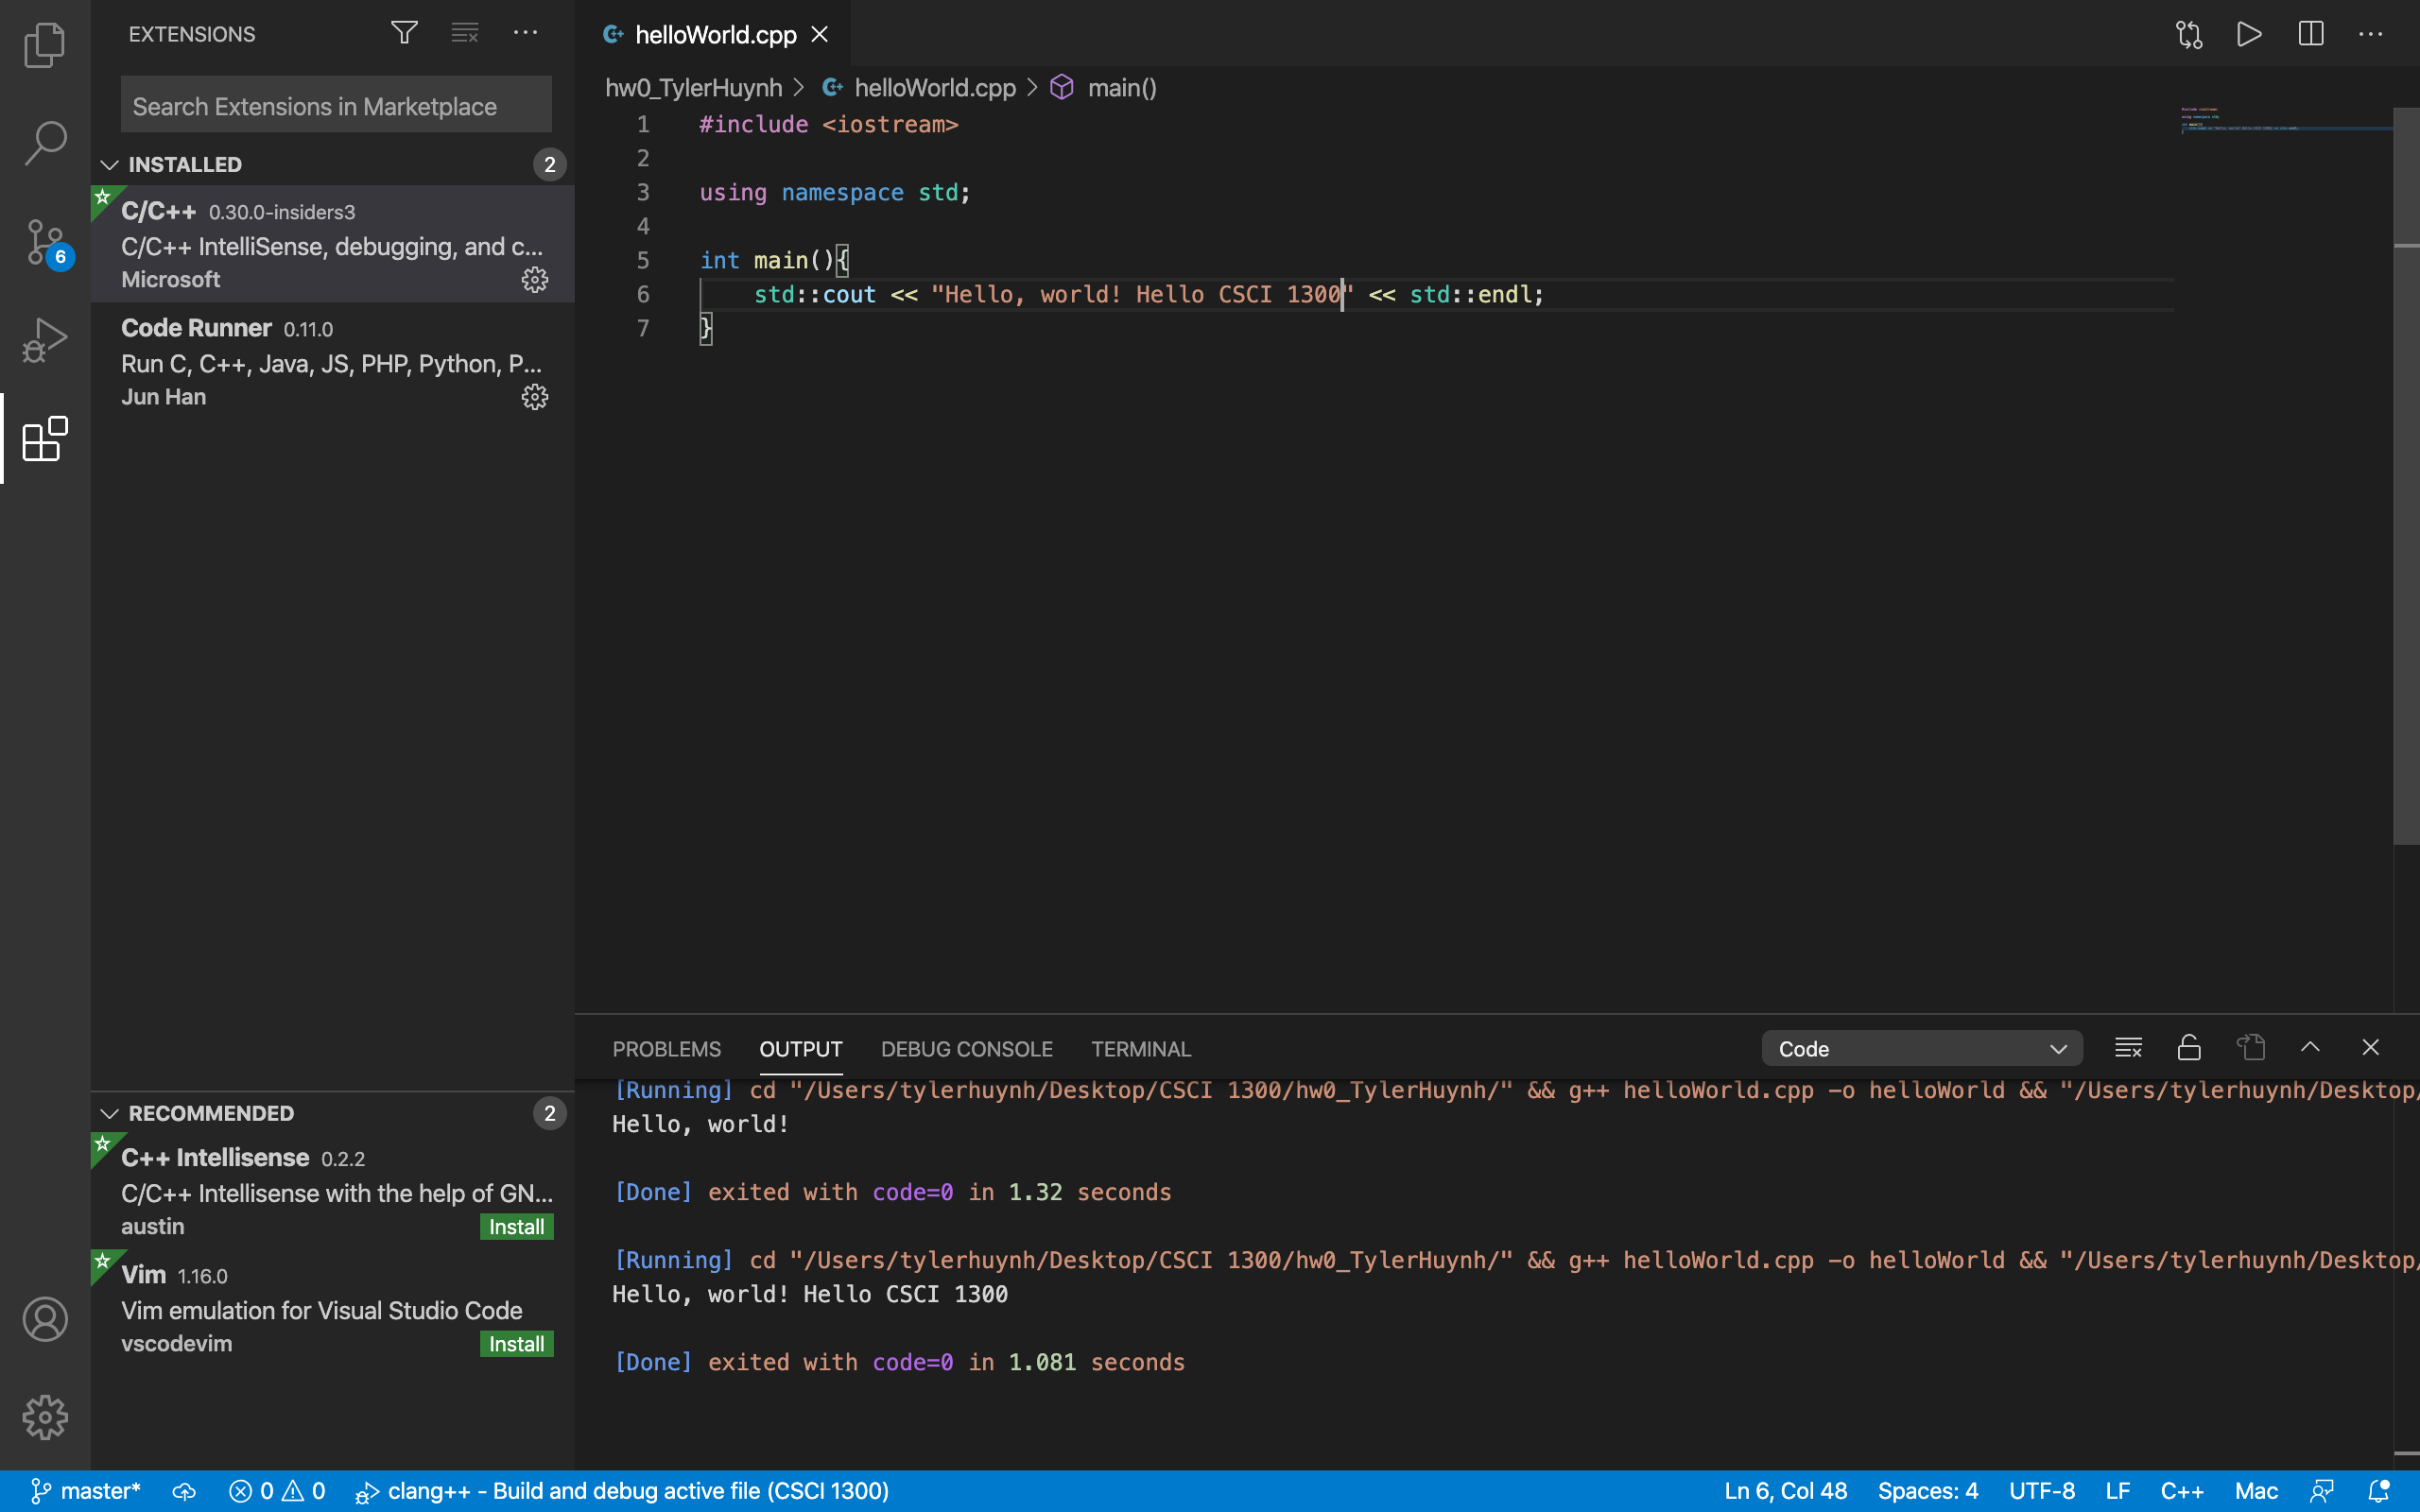 EXTENSIONS
Search Extensions in Marketplace
INSTALLED 2
C/C++ 0.30.0-insiders3
C/C++ IntelliSense, debugging, and c...
Microsoft
Code Runner 0.11.0
Run C, C++, Java, JS, PHP, Python, P...
Jun Han
6
RECOMMENDED 2
C++ Intellisense 0.2.2
C/C++ Intellisense with the help of GN...
austin Install
Vim 1.16.0
Vim emulation for Visual Studio Code
vscodevim Install
helloWorld.cpp
hw0_TylerHuynh > helloWorld.cpp > main()
1 #include <iostream>
2
3 using namespace std;
4
5 int main(){
6 std::cout << "Hello, world! Hello CSCI 1300" << std::endl;
7 }
PROBLEMS OUTPUT DEBUG CONSOLE TERMINAL Code
[Running] cd "/Users/tylerhuynh/Desktop/CSCI 1300/hw0_TylerHuynh/" && g++ helloWorld.cpp -o helloWorld && "/Users/tylerhuynh/Desktop/
Hello, world!
[Done] exited with code=0 in 1.32 seconds
[Running] cd "/Users/tylerhuynh/Desktop/CSCI 1300/hw0_TylerHuynh/" && g++ helloWorld.cpp -o helloWorld && "/Users/tylerhuynh/Desktop/
Hello, world! Hello CSCI 1300
[Done] exited with code=0 in 1.081 seconds
master* 0 0 clang++ - Build and debug active file (CSCI 1300) Ln 6, Col 48 Spaces: 4 UTF-8 LF C++ Mac